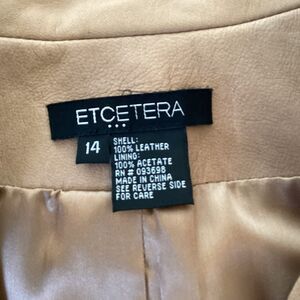 ETCETERA
14
SHELL:
100% LEATHER
LINING:
100% ACETATE
RN # 093698
MADE IN CHINA
SEE REVERSE SIDE
FOR CARE